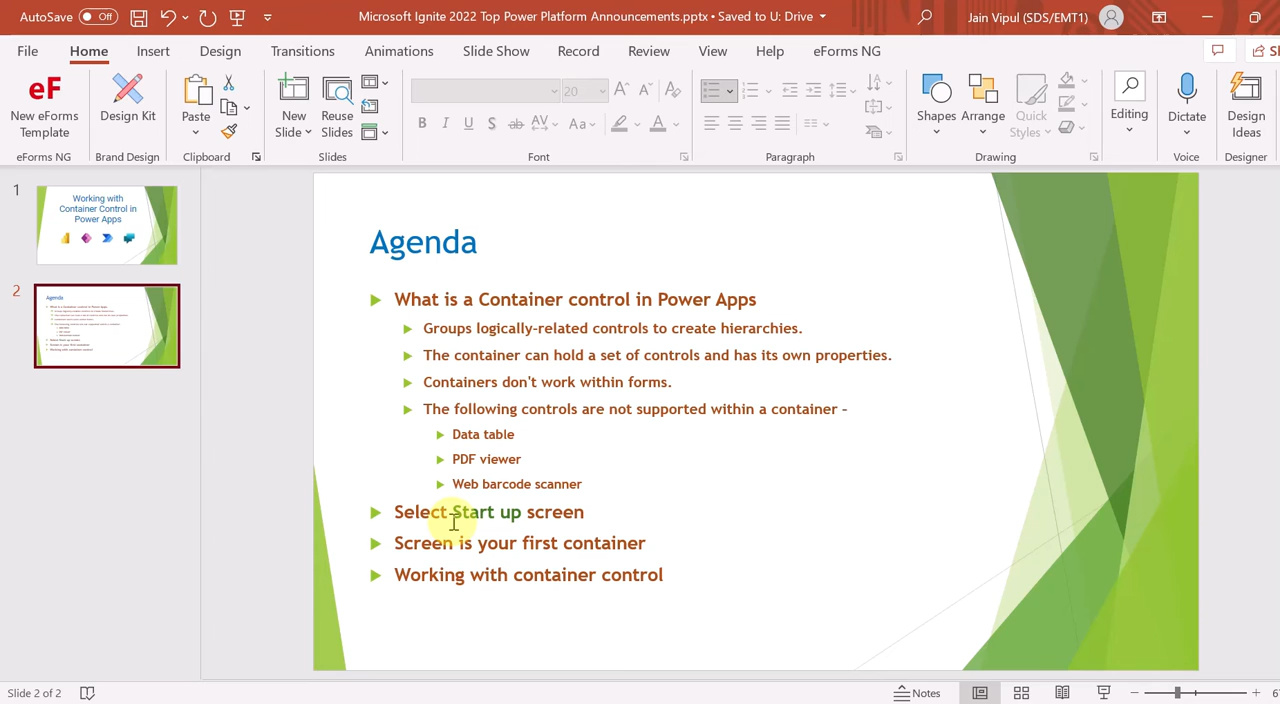 AutoSave Off Microsoft Ignite 2022 Top Power Platform Announcements.pptx • Saved to U: Drive Jain Vipul (SDS/EMT1)
File Home Insert Design Transitions Animations Slide Show Record Review View Help eForms NG
New eForms Template
Design Kit
Paste
New Slide
Reuse Slides
20
B I U S ab AV Aa A
Shapes
Arrange
Quick Styles
Editing
Dictate
Design Ideas
eForms NG Brand Design Clipboard Slides Font Paragraph Drawing Voice Designer
1
Working with
Container Control in
Power Apps
2
Agenda
What is a Container control in Power Apps
Groups logically-related controls to create hierarchies.
The container can hold a set of controls and has its own properties.
Containers don't work within forms.
The following controls are not supported within a container –
Data table
PDF viewer
Web barcode scanner
Select Start up screen
Screen is your first container
Working with container control
Slide 2 of 2 Notes